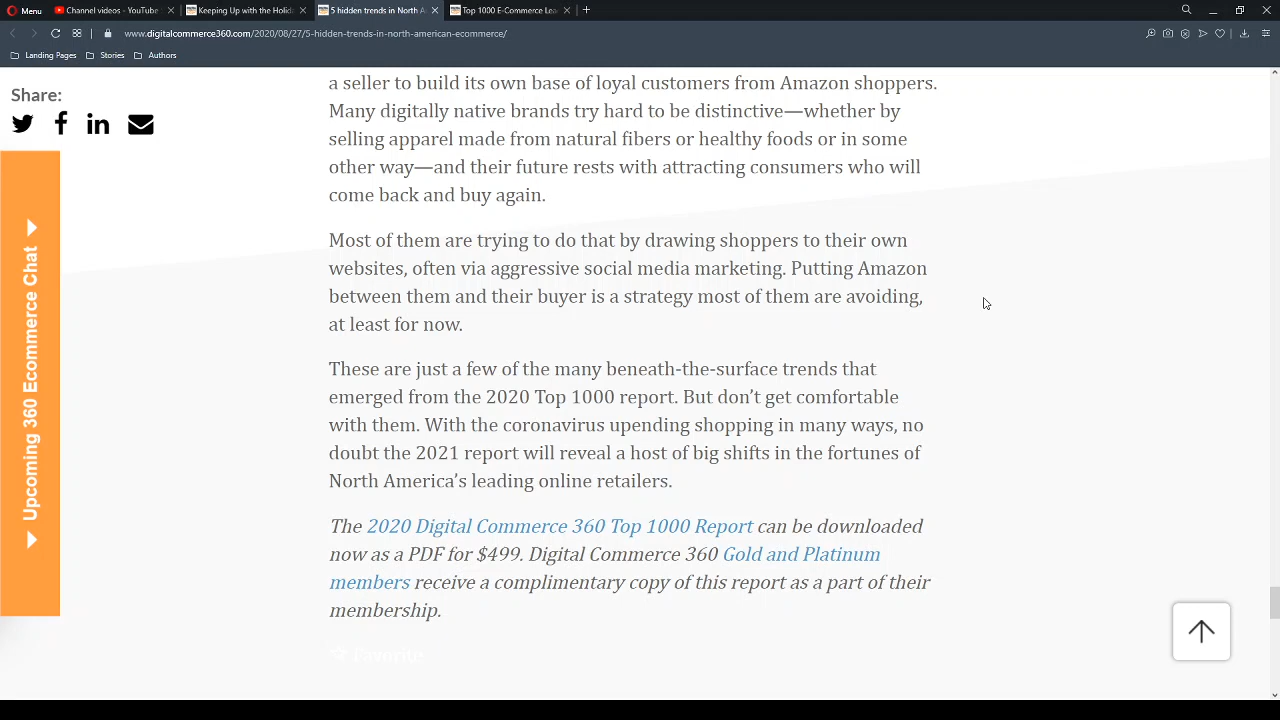 Menu
Channel videos - YouTube
Keeping Up with the Holid
5 hidden trends in North A
Top 1000 E-Commerce Lea
www.digitalcommerce360.com/2020/08/27/5-hidden-trends-in-north-american-ecommerce/
Landing Pages
Stories
Authors
Share:
Upcoming 360 Ecommerce Chat
a seller to build its own base of loyal customers from Amazon shoppers.
Many digitally native brands try hard to be distinctive—whether by
selling apparel made from natural fibers or healthy foods or in some
other way—and their future rests with attracting consumers who will
come back and buy again.
Most of them are trying to do that by drawing shoppers to their own
websites, often via aggressive social media marketing. Putting Amazon
between them and their buyer is a strategy most of them are avoiding,
at least for now.
These are just a few of the many beneath-the-surface trends that
emerged from the 2020 Top 1000 report. But don’t get comfortable
with them. With the coronavirus upending shopping in many ways, no
doubt the 2021 report will reveal a host of big shifts in the fortunes of
North America’s leading online retailers.
The 2020 Digital Commerce 360 Top 1000 Report can be downloaded
now as a PDF for $499. Digital Commerce 360 Gold and Platinum
members receive a complimentary copy of this report as a part of their
membership.
Favorite